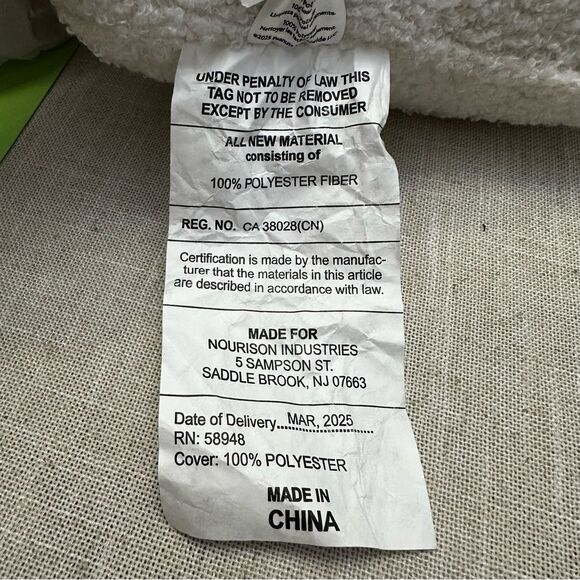 100%
UNDER PENALTY OF LAW THIS
TAG NOT TO BE REMOVED
EXCEPT BY THE CONSUMER
ALL NEW MATERIAL
consisting of
100% POLYESTER FIBER
REG. NO. CA 38028(CN)
Certification is made by the manufac-
turer that the materials in this article
are described in accordance with law.
MADE FOR
NOURISON INDUSTRIES
5 SAMPSON ST.
SADDLE BROOK, NJ 07663
Date of Delivery....MAR, 2025
RN: 58948
Cover: 100% POLYESTER
MADE IN
CHINA